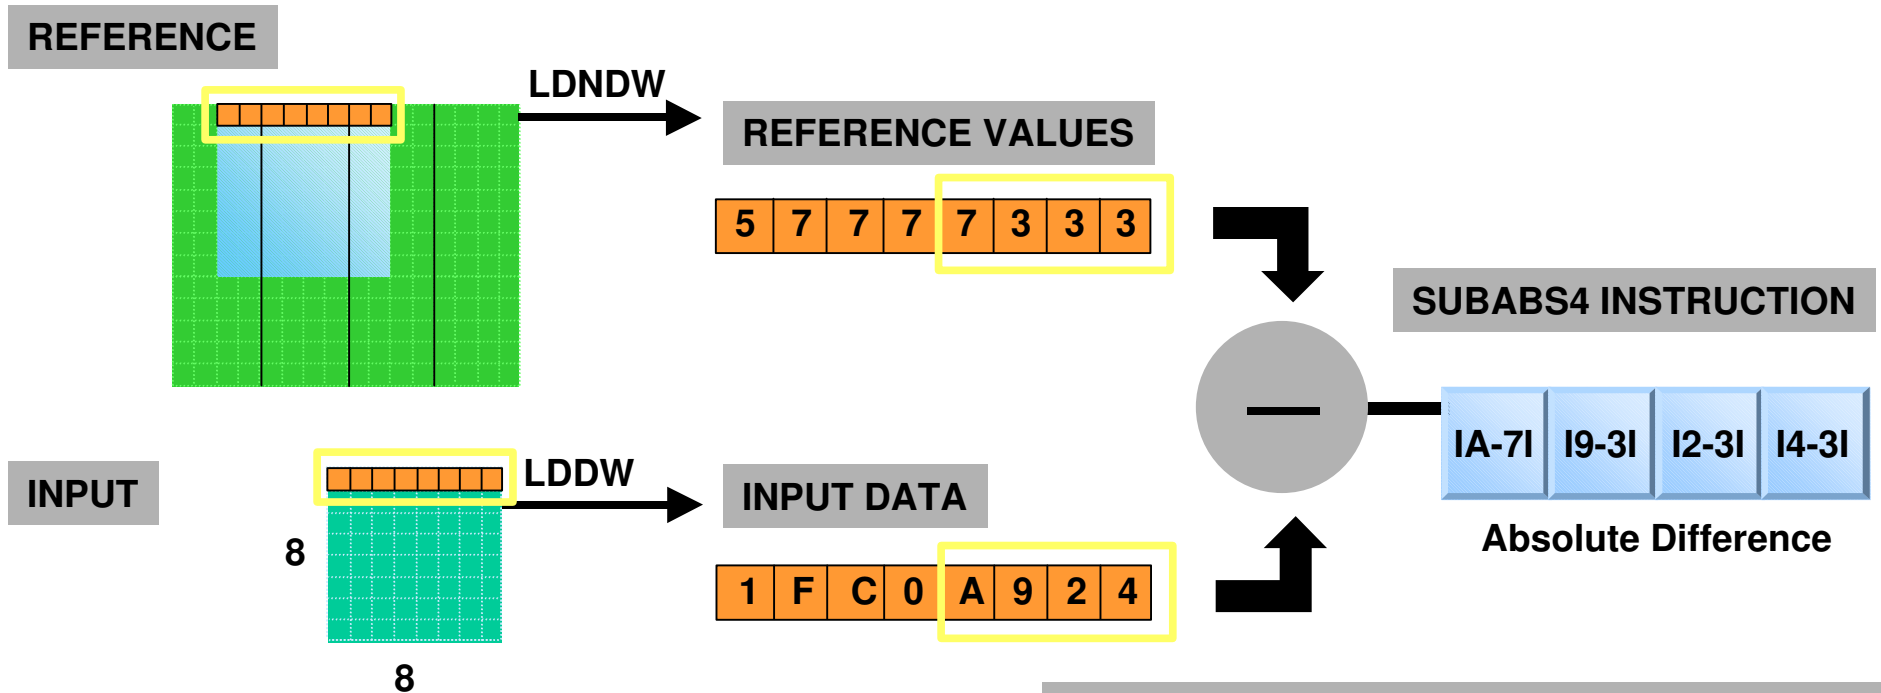 REFERENCE
LDNDW
REFERENCE VALUES
5 7 7 7 7 3 3 3
SUBABS4 INSTRUCTION
IA-7I I9-3I I2-3I I4-3I
Absolute Difference
INPUT
LDDW
INPUT DATA
8
1 F C 0 A 9 2 4
8